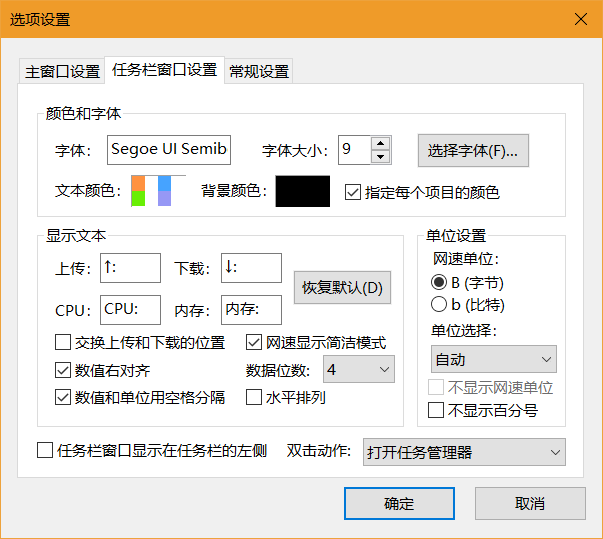 选项设置
主窗口设置 任务栏窗口设置 常规设置
颜色和字体
字体： Segoe UI Semib 字体大小： 9 选择字体(F)...
文本颜色： 背景颜色： 指定每个项目的颜色
显示文本
上传： ↑: 下载： ↓: 恢复默认(D)
CPU： CPU: 内存： 内存:
交换上传和下载的位置 网速显示简洁模式
数值右对齐 数据位数： 4
数值和单位用空格分隔 水平排列
单位设置
网速单位：
B (字节)
b (比特)
单位选择：
自动
不显示网速单位
不显示百分号
任务栏窗口显示在任务栏的左侧 双击动作: 打开任务管理器
确定 取消